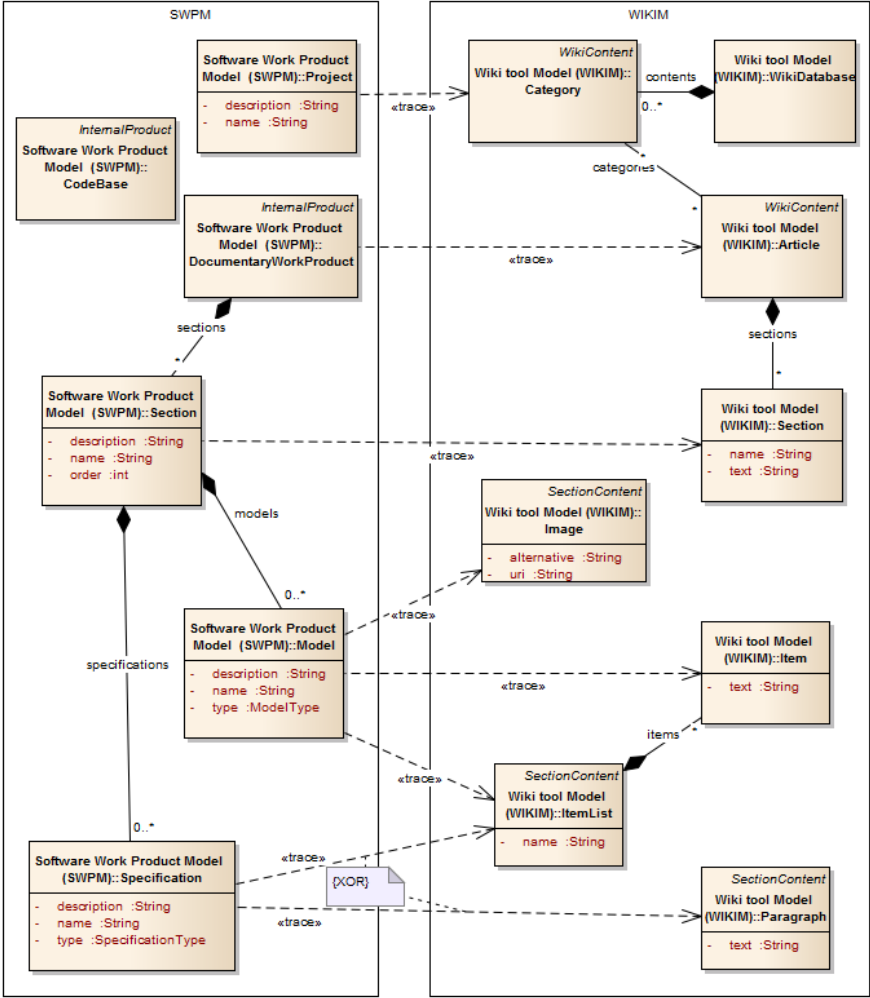 SWPM
WIKIM
Software Work Product
Model (SWPM)::Project
- description :String
- name :String
«trace»
WikiContent
Wiki tool Model (WIKIM)::
Category
contents
0..*
Wiki tool Model
(WIKIM)::WikiDatabase
InternalProduct
Software Work Product
Model (SWPM)::
CodeBase
*
categories
*
InternalProduct
Software Work Product
Model (SWPM)::
DocumentaryWorkProduct
«trace»
WikiContent
Wiki tool Model
(WIKIM)::Article
sections
*
sections
*
Software Work Product
Model (SWPM)::Section
- description :String
- name :String
- order :int
«trace»
Wiki tool Model
(WIKIM)::Section
- name :String
- text :String
models
0..*
SectionContent
Wiki tool Model (WIKIM)::
Image
- alternative :String
- uri :String
«trace»
specifications
0..*
Software Work Product
Model (SWPM)::Model
- description :String
- name :String
- type :ModelType
«trace»
Wiki tool Model
(WIKIM)::Item
- text :String
items
*
«trace»
SectionContent
Wiki tool Model
(WIKIM)::ItemList
- name :String
Software Work Product Model
(SWPM)::Specification
- description :String
- name :String
- type :SpecificationType
«trace»
{XOR}
«trace»
SectionContent
Wiki tool Model
(WIKIM)::Paragraph
- text :String